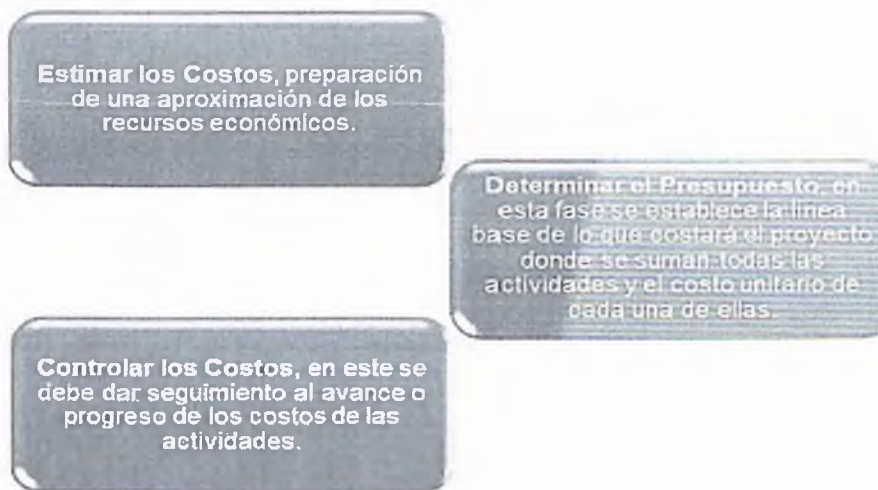 Estimar los Costos, preparación
de una aproximación de los
recursos económicos.
Determinar el Presupuesto, en
esta fase se establece la línea
base de lo que costará el proyecto
donde se suman todas las
actividades y el costo unitario de
cada una de ellas.
Controlar los Costos, en este se
debe dar seguimiento al avance o
progreso de los costos de las
actividades.